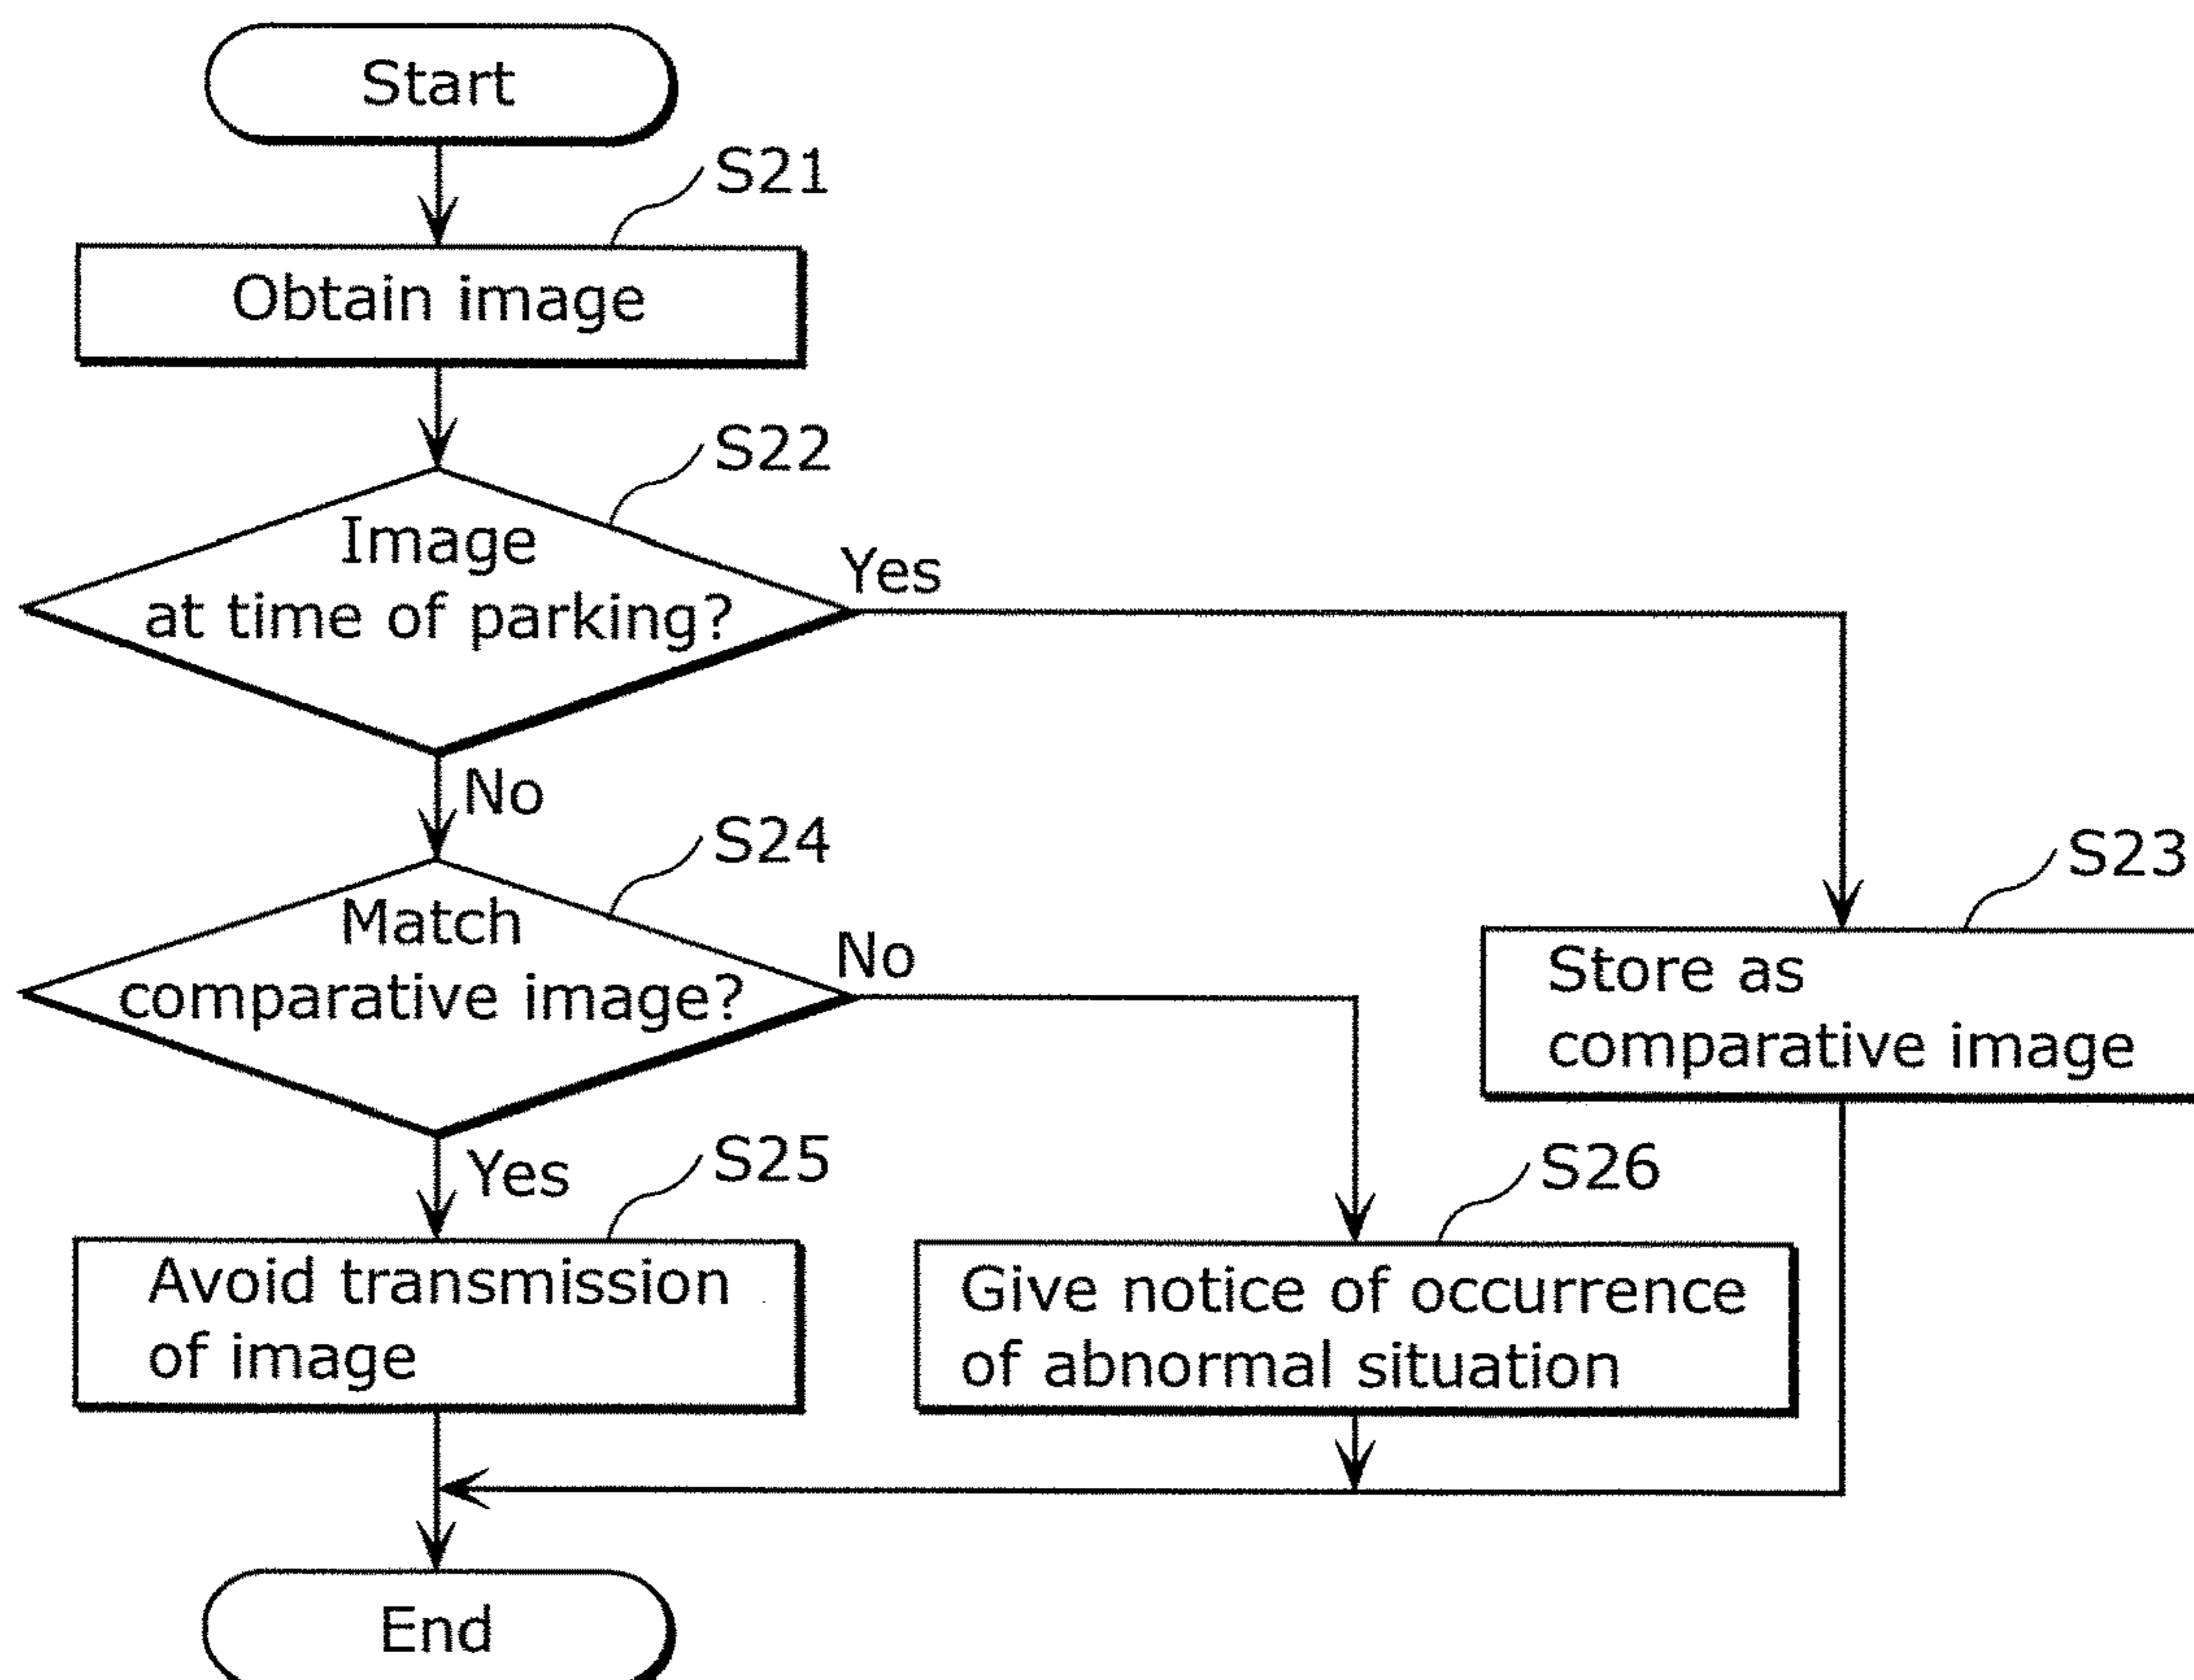 Start
S21
Obtain image
S22
Image
at time of parking?
Yes
No
S24
Match
comparative image?
No
S23
Store as
comparative image
Yes
S25
Avoid transmission
of image
S26
Give notice of occurrence
of abnormal situation
End